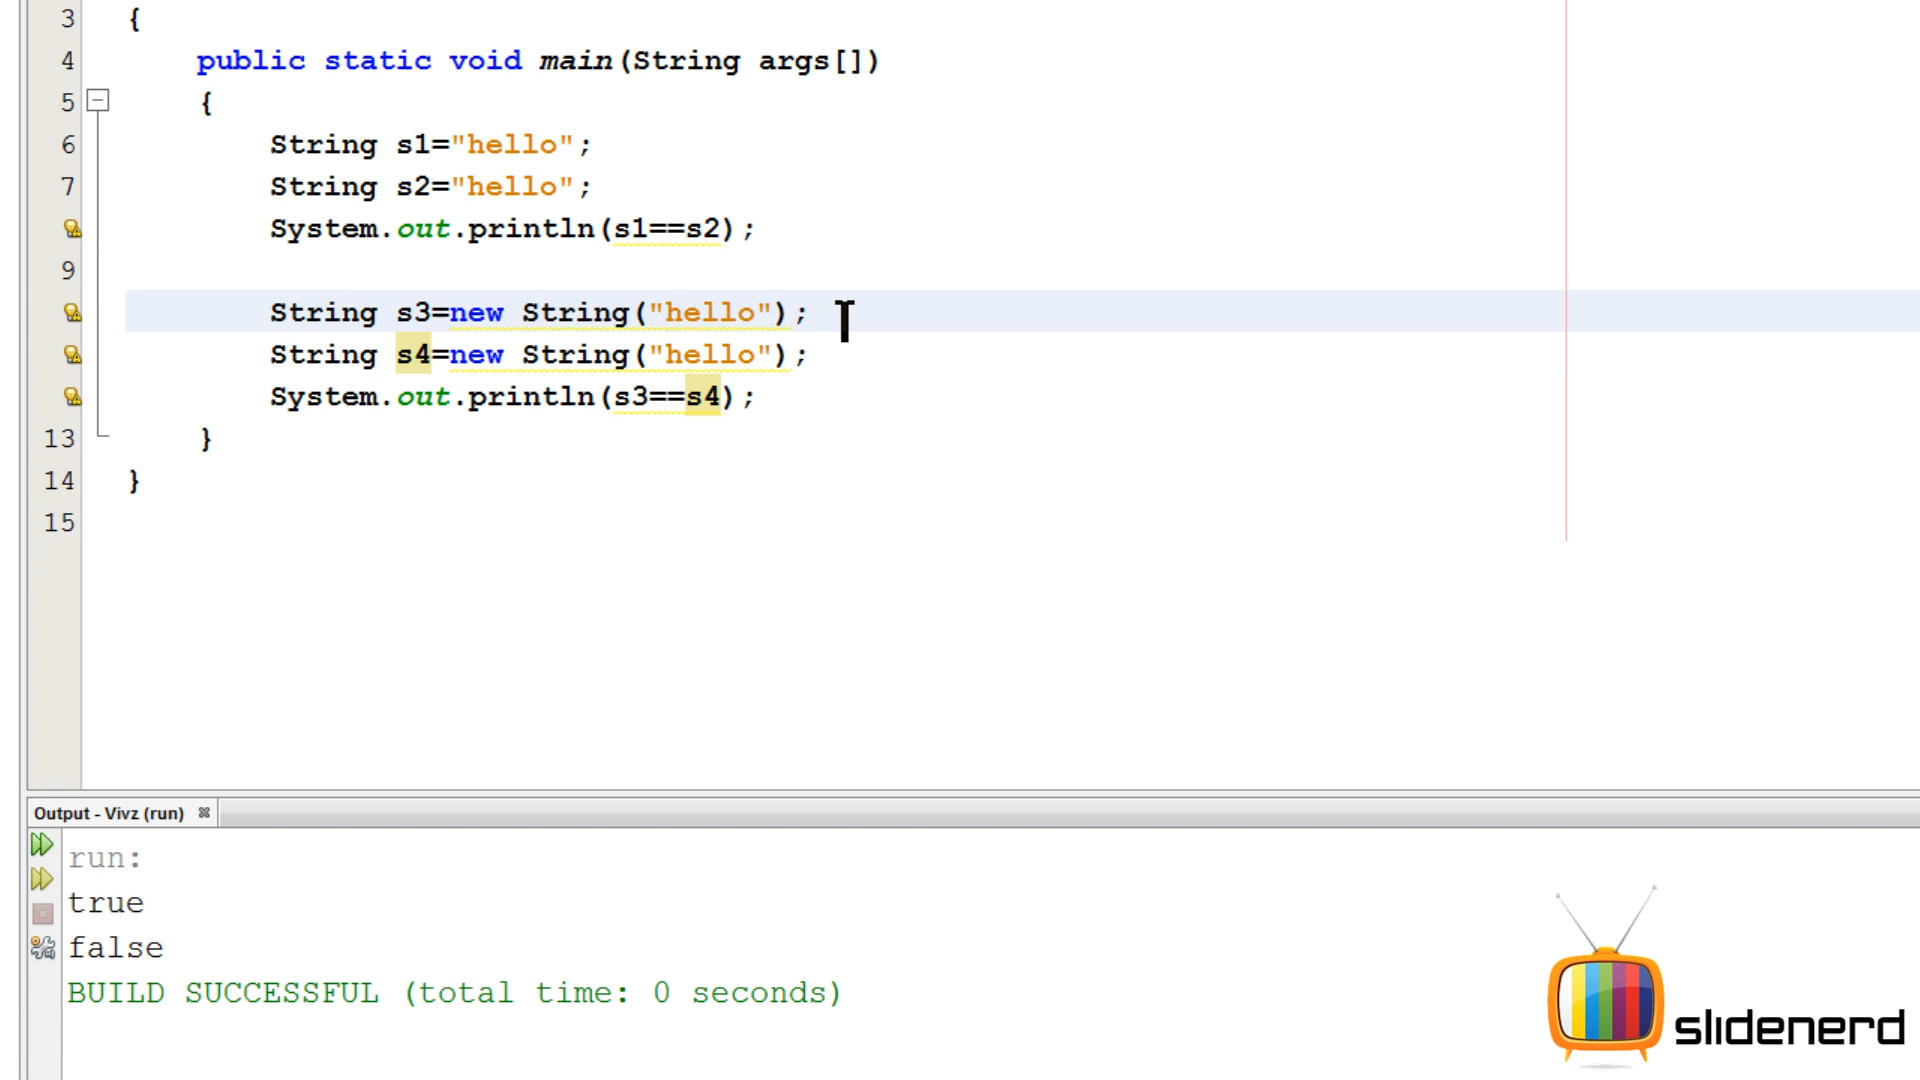 3 {
4 public static void main(String args[])
5 {
6 String s1="hello";
7 String s2="hello";
System.out.println(s1==s2);
9
String s3=new String("hello");
String s4=new String("hello");
System.out.println(s3==s4);
13 }
14 }
15
Output - Vivz (run)
run:
true
false
BUILD SUCCESSFUL (total time: 0 seconds)
slidenerd